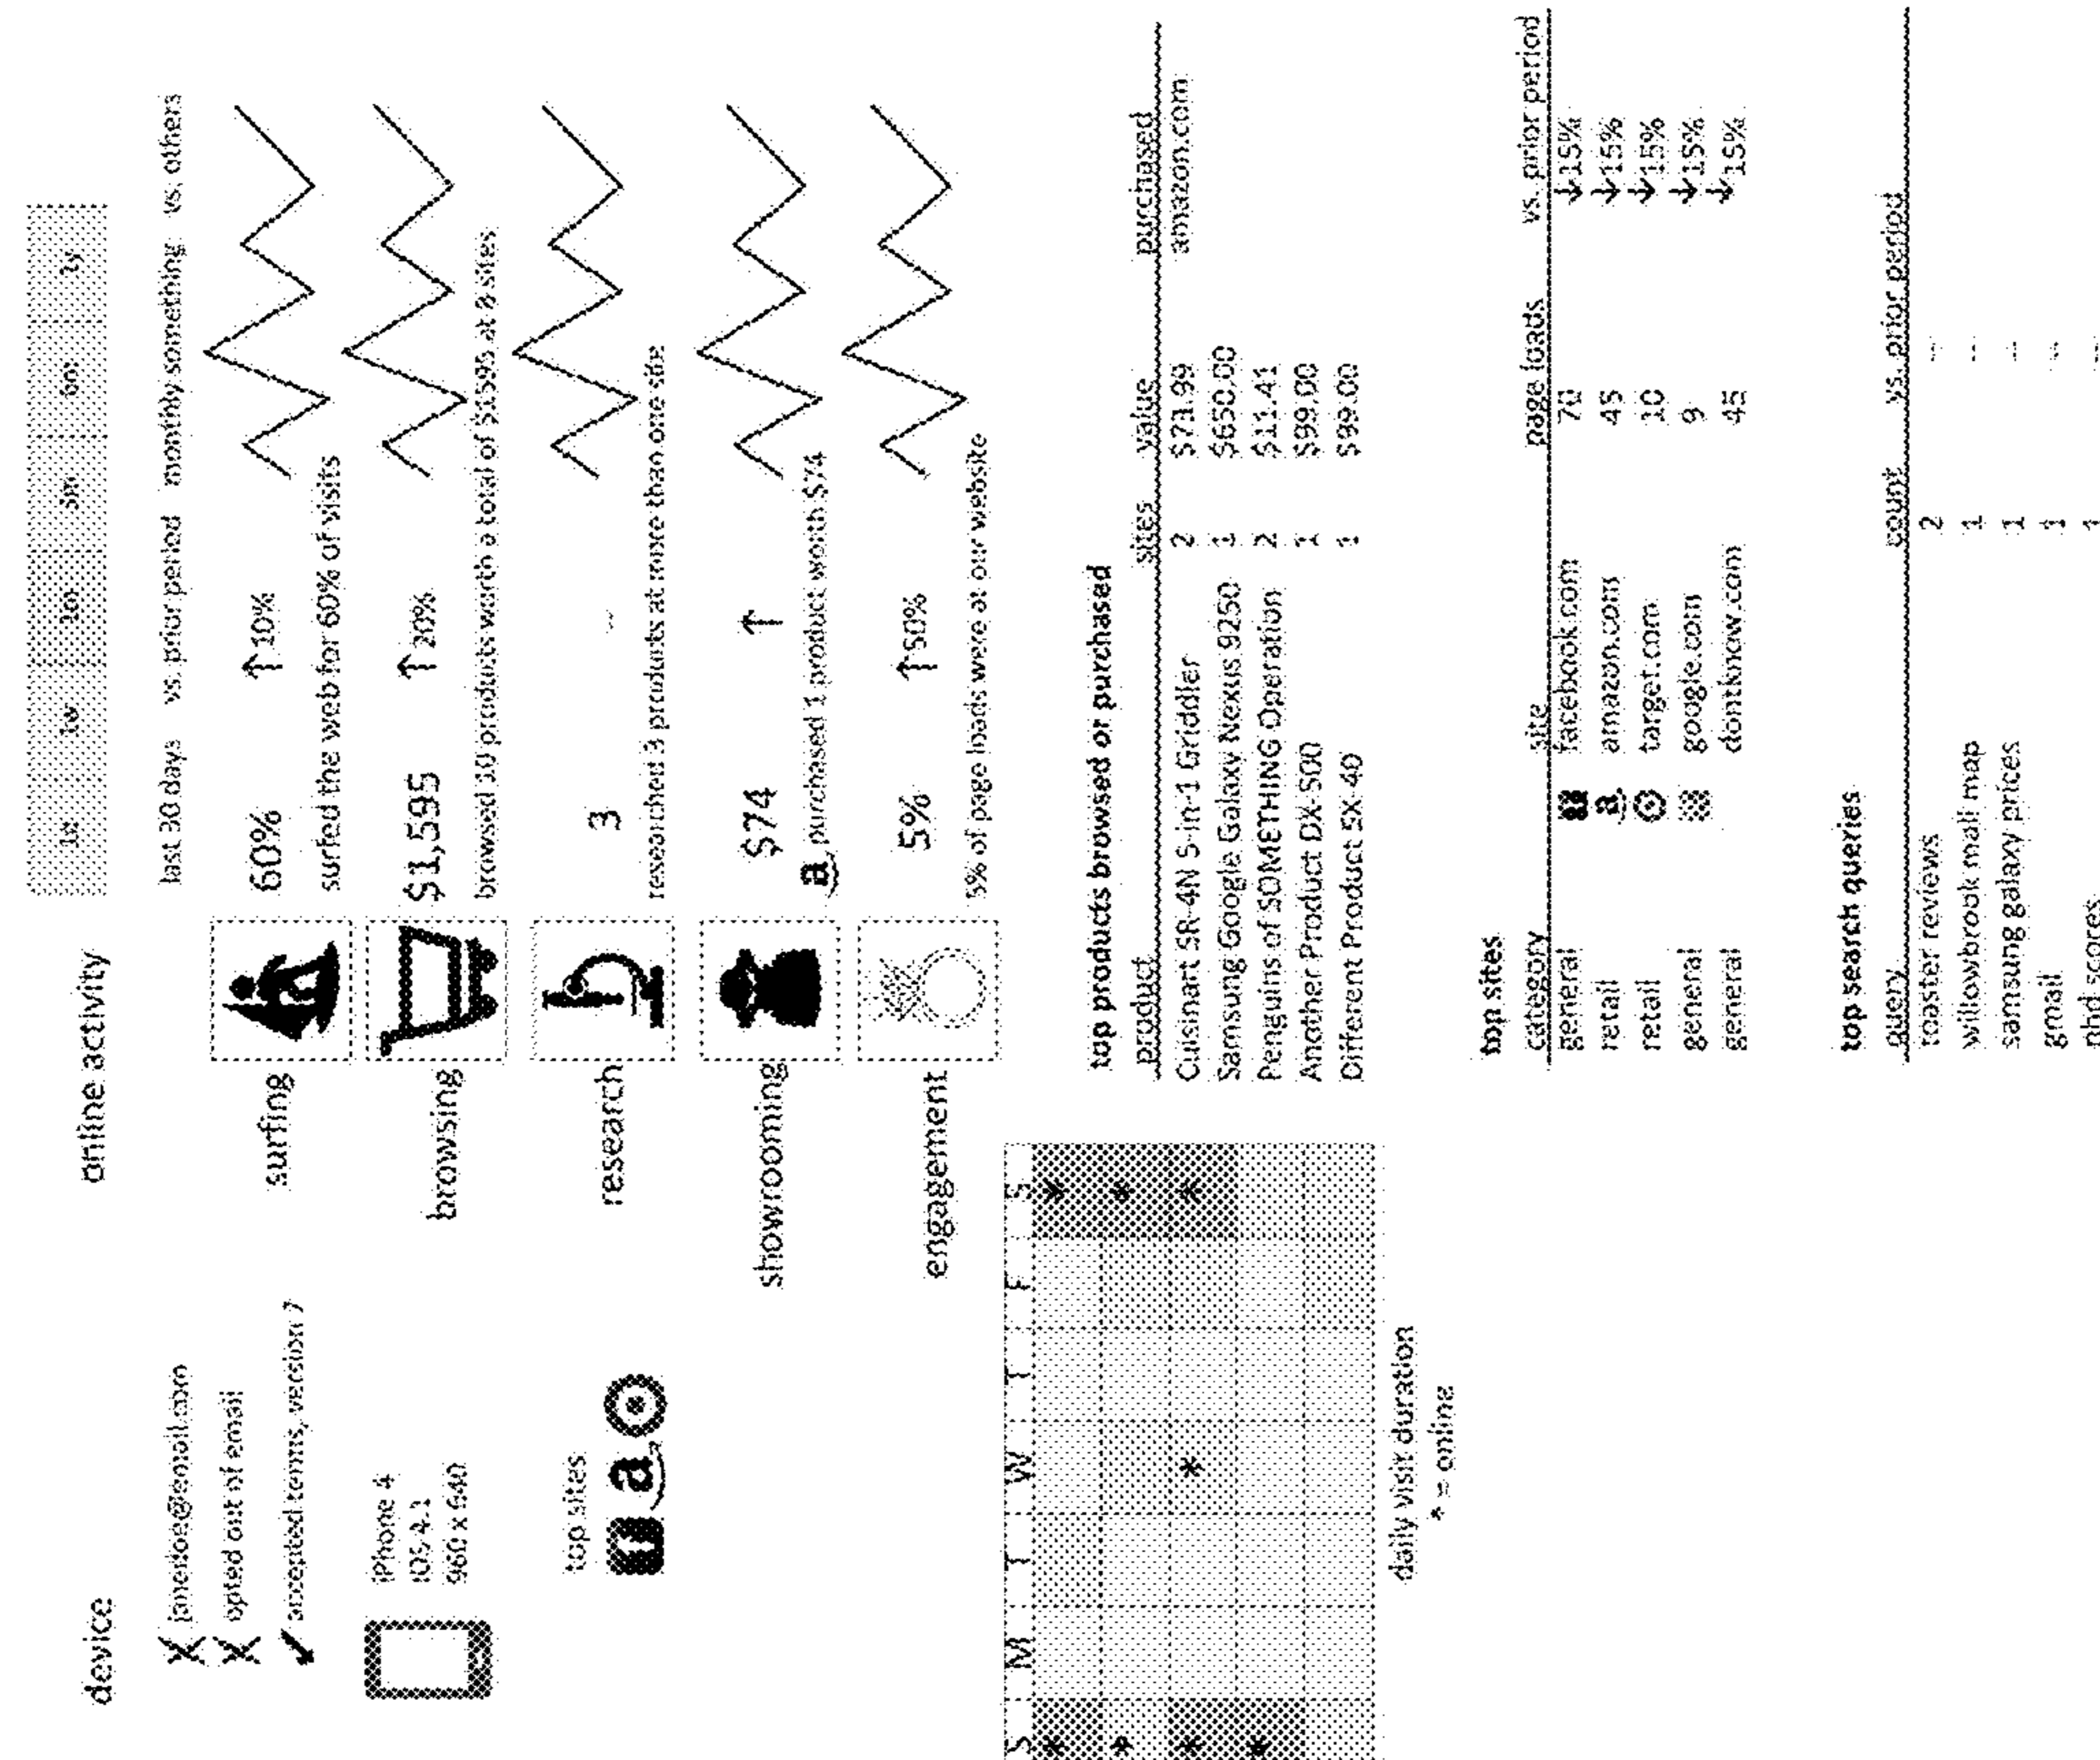 device
X janedoe@email.com
X opted out of email
✓ accepted terms, version 7
iPhone 4
iOS 4.1
960 x 640
top sites
a
S M T W T F S
* *
* *
* * *
*
daily visit duration
* = online
online activity
1w 1m 3m 6m 1y
last 30 days vs. prior period monthly something vs. others
surfing 60% ↑10%
surfed the web for 60% of visits
browsing $1,595 ↑20%
browsed 10 products worth a total of $1595 at 8 sites
research 3 --
researched 3 products at more than one site
showrooming $74 ↑
a purchased 1 product worth $74
engagement 5% ↑50%
5% of page loads were at our website
top products browsed or purchased
product sites value purchased
Cuisinart SR-4N 5-in-1 Griddler 2 $73.99 amazon.com
Samsung Google Galaxy Nexus 9250 1 $650.00
Penguins of SOMETHING Operation 2 $11.41
Another Product DX-500 1 $99.00
Different Product SX-40 1 $99.00
top sites
category site page loads vs. prior period
general facebook.com 70 ↓15%
retail a amazon.com 45 ↓15%
retail target.com 10 ↓15%
general google.com 9 ↓15%
general dontknow.com 45 ↓15%
top search queries
query count vs. prior period
toaster reviews 2 --
willowbrook mall map 1 --
samsung galaxy prices 1 --
gmail 1 --
nhd scores 1 --